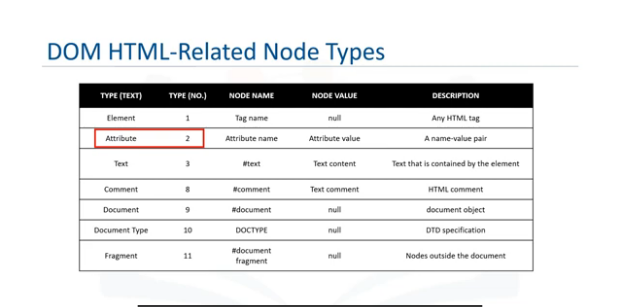 DOM HTML-Related Node Types
TYPE (TEXT) TYPE (NO.) NODE NAME NODE VALUE DESCRIPTION
Element 1 Tag name null Any HTML tag
Attribute 2 Attribute name Attribute value A name-value pair
Text 3 #text Text content Text that is contained by the element
Comment 8 #comment Text comment HTML comment
Document 9 #document null document object
Document Type 10 DOCTYPE null DTD specification
Fragment 11 #document fragment null Nodes outside the document